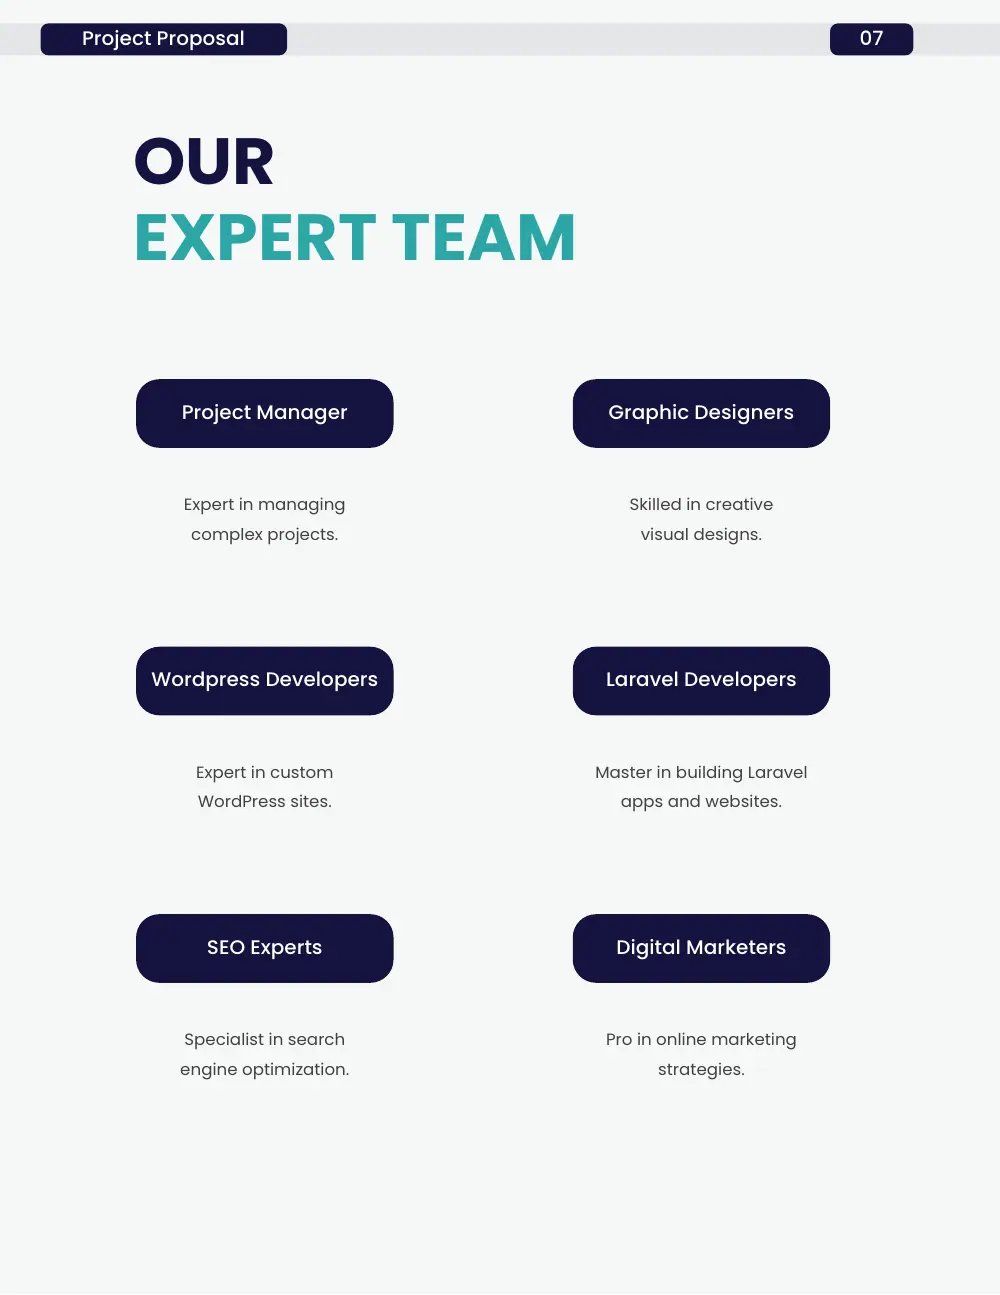 Project Proposal
07
OUR
EXPERT TEAM
Project Manager
Expert in managing
complex projects.
Graphic Designers
Skilled in creative
visual designs.
Wordpress Developers
Expert in custom
WordPress sites.
Laravel Developers
Master in building Laravel
apps and websites.
SEO Experts
Specialist in search
engine optimization.
Digital Marketers
Pro in online marketing
strategies.